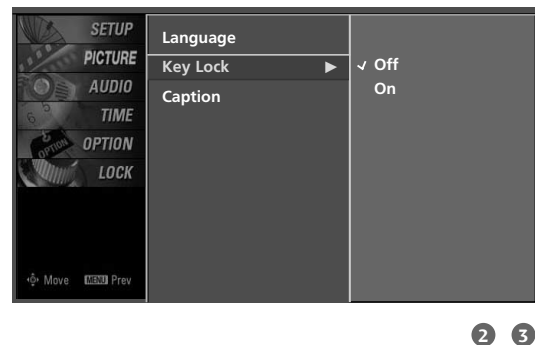 SETUP
PICTURE
AUDIO
TIME
OPTION
LOCK
Move MENU Prev
Language
Key Lock ▶
Caption
✓ Off
On
2 3